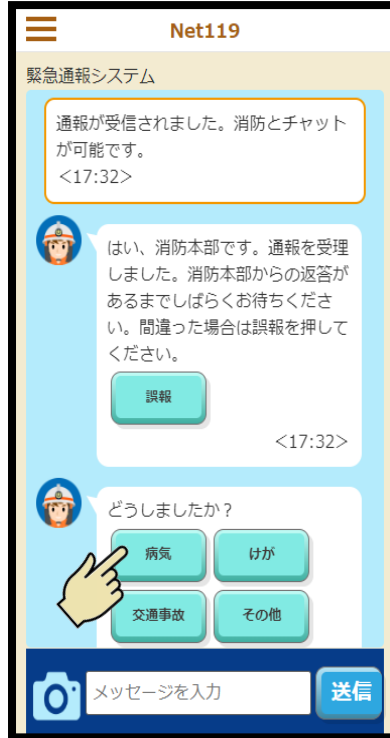 Net119
緊急通報システム
通報が受信されました。消防とチャット
が可能です。
<17:32>
はい、消防本部です。通報を受理
しました。消防本部からの返答が
あるまでしばらくお待ちくださ
い。間違った場合は誤報を押して
ください。
誤報
<17:32>
どうしましたか？
病気 けが
交通事故 その他
メッセージを入力 送信